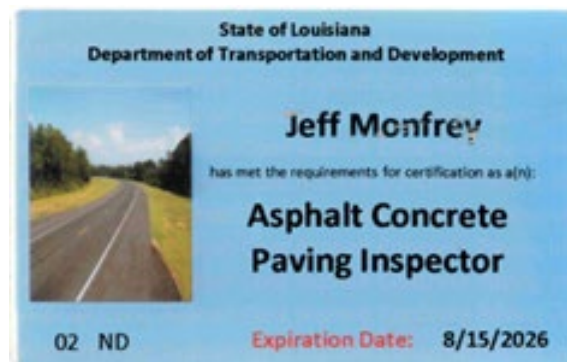 State of Louisiana
Department of Transportation and Development
Jeff Monfrey
has met the requirements for certification as a(n):
Asphalt Concrete
Paving Inspector
02 ND Expiration Date: 8/15/2026